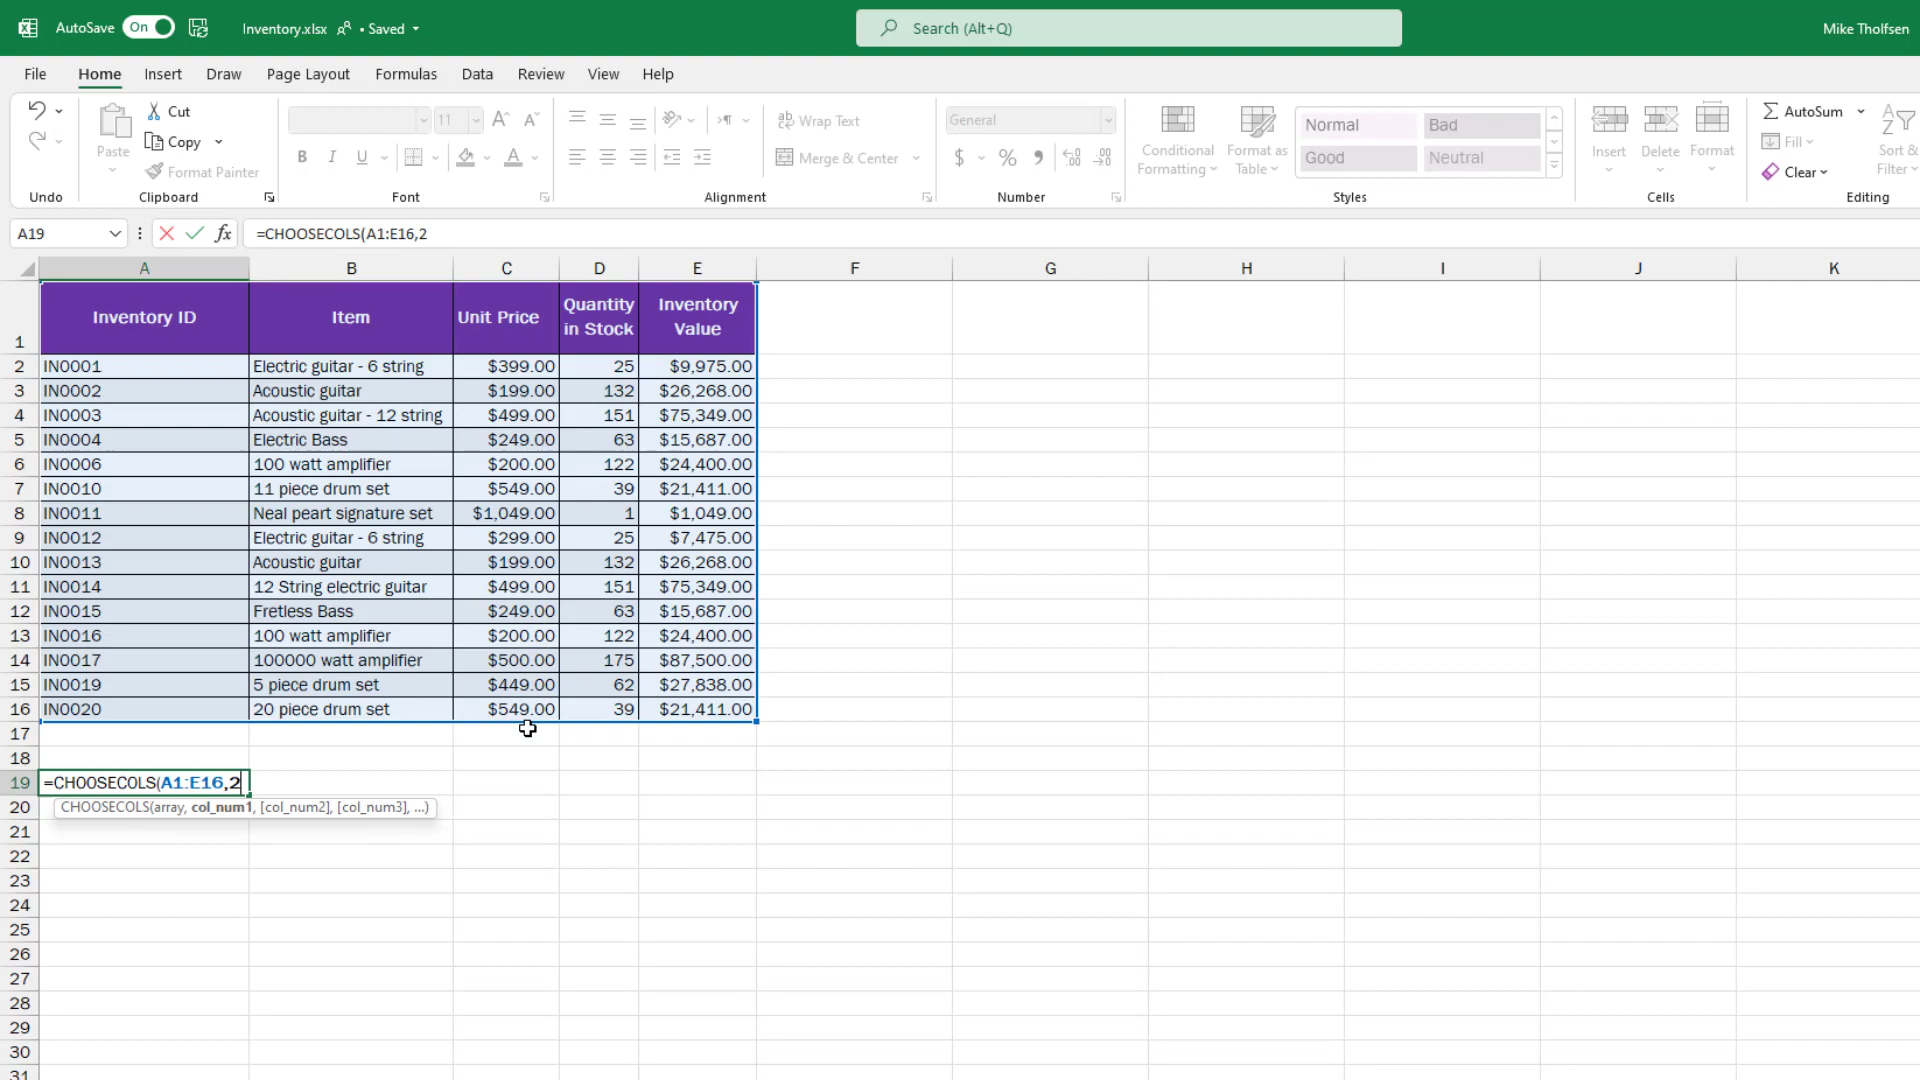 AutoSave On Inventory.xlsx • Saved Search (Alt+Q) Mike Tholfsen
File Home Insert Draw Page Layout Formulas Data Review View Help
Paste Cut Copy Format Painter
11
B I U A
Wrap Text
Merge & Center
General
$ % 9
Conditional Formatting
Format as Table
Normal Bad
Good Neutral
Insert Delete Format
AutoSum
Fill
Clear
Sort &
Filter
Undo Clipboard Font Alignment Number Styles Cells Editing
A19 fx =CHOOSECOLS(A1:E16,2
A B C D E F G H I J K
1 Inventory ID Item Unit Price Quantity in Stock Inventory Value
2 IN0001 Electric guitar - 6 string $399.00 25 $9,975.00
3 IN0002 Acoustic guitar $199.00 132 $26,268.00
4 IN0003 Acoustic guitar - 12 string $499.00 151 $75,349.00
5 IN0004 Electric Bass $249.00 63 $15,687.00
6 IN0006 100 watt amplifier $200.00 122 $24,400.00
7 IN0010 11 piece drum set $549.00 39 $21,411.00
8 IN0011 Neal peart signature set $1,049.00 1 $1,049.00
9 IN0012 Electric guitar - 6 string $299.00 25 $7,475.00
10 IN0013 Acoustic guitar $199.00 132 $26,268.00
11 IN0014 12 String electric guitar $499.00 151 $75,349.00
12 IN0015 Fretless Bass $249.00 63 $15,687.00
13 IN0016 100 watt amplifier $200.00 122 $24,400.00
14 IN0017 100000 watt amplifier $500.00 175 $87,500.00
15 IN0019 5 piece drum set $449.00 62 $27,838.00
16 IN0020 20 piece drum set $549.00 39 $21,411.00
17
18
19 =CHOOSECOLS(A1:E16,2
20 CHOOSECOLS(array, col_num1, [col_num2], [col_num3], ...)
21
22
23
24
25
26
27
28
29
30
31